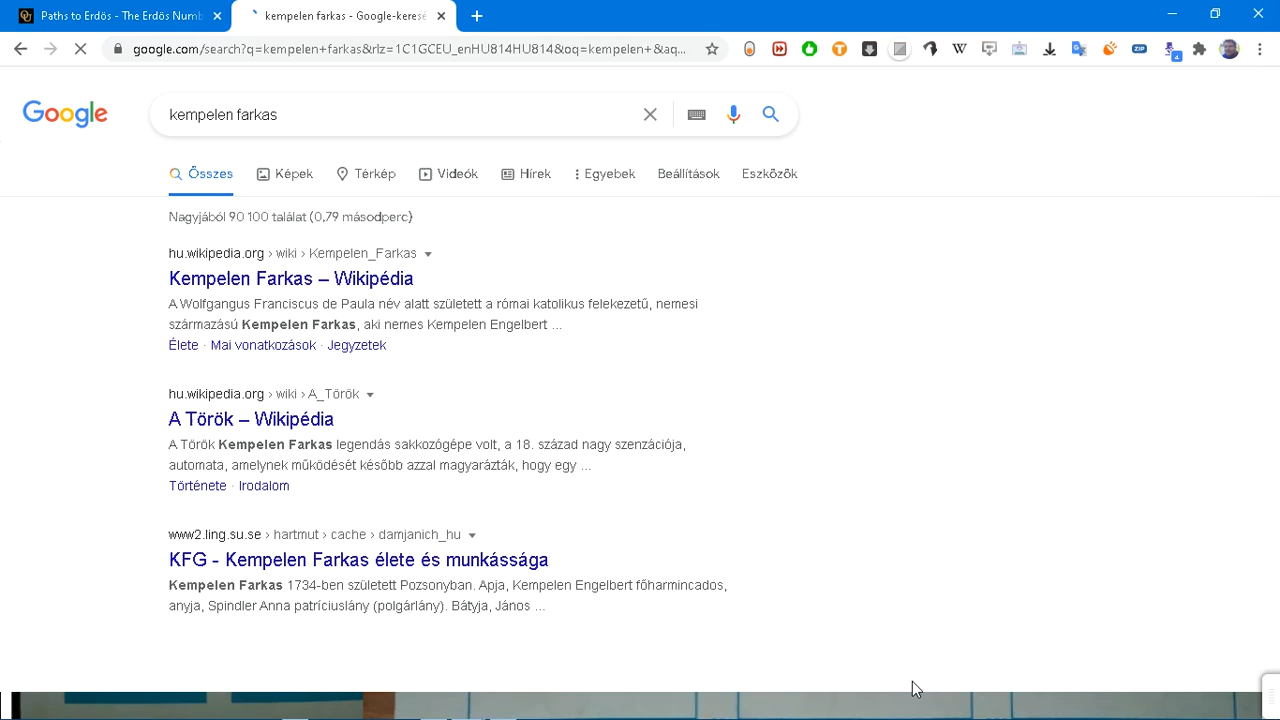 Paths to Erdös - The Erdös Numb
kempelen farkas - Google-keresé
google.com/search?q=kempelen+farkas&rlz=1C1GCEU_enHU814HU814&oq=kempelen+&aq...
Google
kempelen farkas
Összes Képek Térkép Videók Hírek Egyebek Beállítások Eszközök
Nagyjából 90 100 találat (0,79 másodperc)
hu.wikipedia.org › wiki › Kempelen_Farkas
Kempelen Farkas – Wikipédia
A Wolfgangus Franciscus de Paula név alatt született a római katolikus felekezetű, nemesi
származású Kempelen Farkas, aki nemes Kempelen Engelbert ...
Élete · Mai vonatkozások · Jegyzetek
hu.wikipedia.org › wiki › A_Török
A Török – Wikipédia
A Török Kempelen Farkas legendás sakkozógépe volt, a 18. század nagy szenzációja,
automata, amelynek működését később azzal magyarázták, hogy egy ...
Története · Irodalom
www2.ling.su.se › hartmut › cache › damjanich_hu
KFG - Kempelen Farkas élete és munkássága
Kempelen Farkas 1734-ben született Pozsonyban. Apja, Kempelen Engelbert főharmincados,
anyja, Spindler Anna patríciuslány (polgárlány). Bátyja, János ...